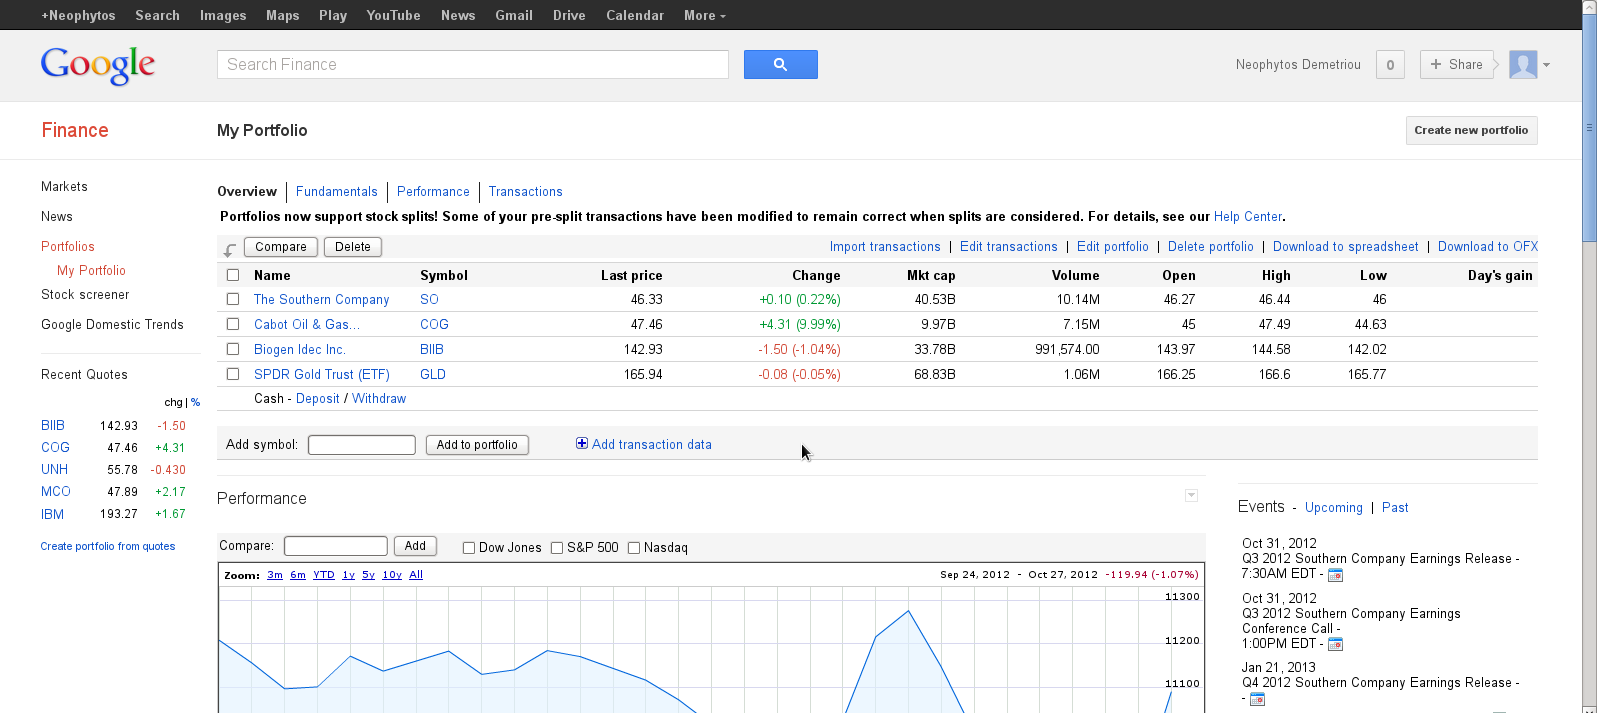 +Neophytos Search Images Maps Play YouTube News Gmail Drive Calendar More
Google
Search Finance
Neophytos Demetriou 0 + Share
Finance
My Portfolio
Create new portfolio
Markets
News
Portfolios
My Portfolio
Stock screener
Google Domestic Trends
Recent Quotes
chg | %
BIIB 142.93 -1.50
COG 47.46 +4.31
UNH 55.78 -0.430
MCO 47.89 +2.17
IBM 193.27 +1.67
Create portfolio from quotes
Overview | Fundamentals | Performance | Transactions
Portfolios now support stock splits! Some of your pre-split transactions have been modified to remain correct when splits are considered. For details, see our Help Center.
Compare Delete Import transactions | Edit transactions | Edit portfolio | Delete portfolio | Download to spreadsheet | Download to OFX
Name Symbol Last price Change Mkt cap Volume Open High Low Day's gain
The Southern Company SO 46.33 +0.10 (0.22%) 40.53B 10.14M 46.27 46.44 46
Cabot Oil & Gas... COG 47.46 +4.31 (9.99%) 9.97B 7.15M 45 47.49 44.63
Biogen Idec Inc. BIIB 142.93 -1.50 (-1.04%) 33.78B 991,574.00 143.97 144.58 142.02
SPDR Gold Trust (ETF) GLD 165.94 -0.08 (-0.05%) 68.83B 1.06M 166.25 166.6 165.77
Cash - Deposit / Withdraw
Add symbol: Add to portfolio Add transaction data
Performance
Compare: Add Dow Jones S&P 500 Nasdaq
Zoom: 3m 6m YTD 1y 5y 10y All Sep 24, 2012 - Oct 27, 2012 -119.94 (-1.07%)
11300
11200
11100
Events - Upcoming | Past
Oct 31, 2012
Q3 2012 Southern Company Earnings Release -
7:30AM EDT -
Oct 31, 2012
Q3 2012 Southern Company Earnings
Conference Call -
1:00PM EDT -
Jan 21, 2013
Q4 2012 Southern Company Earnings Release -
-